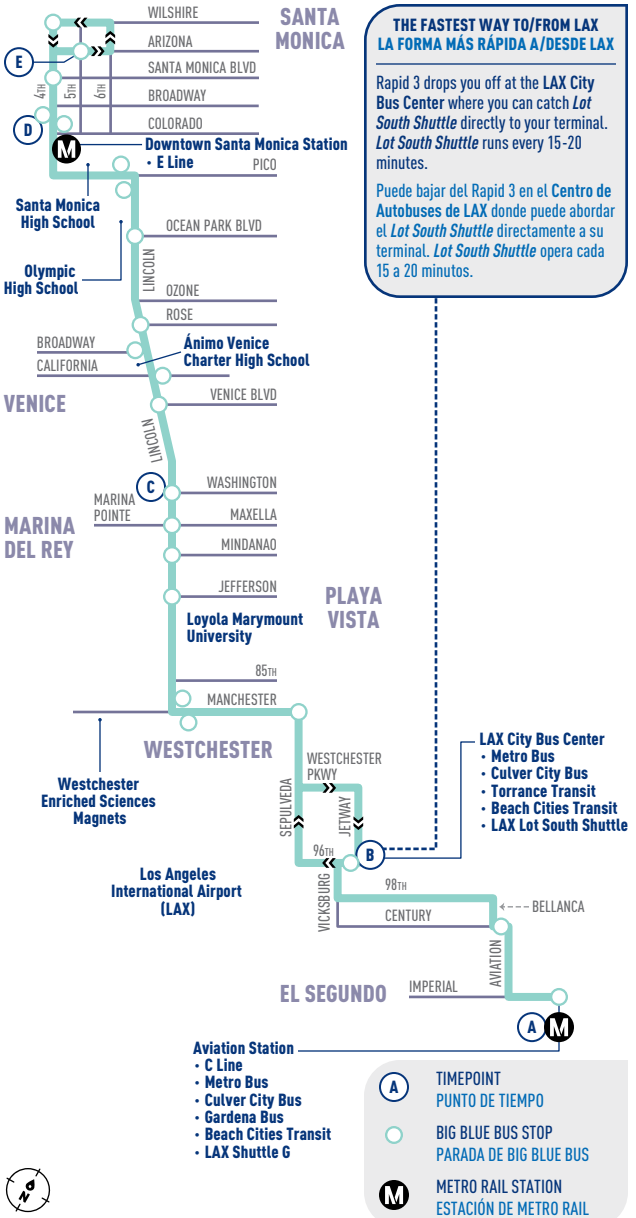 WILSHIRE
SANTA
MONICA
ARIZONA
E
SANTA MONICA BLVD
4TH
5TH
6TH
BROADWAY
D
COLORADO
M
Downtown Santa Monica Station
• E Line
PICO
Santa Monica
High School
OCEAN PARK BLVD
LINCOLN
Olympic
High School
OZONE
ROSE
BROADWAY
Ánimo Venice
Charter High School
CALIFORNIA
VENICE
VENICE BLVD
LINCOLN
C
WASHINGTON
MARINA
POINTE
MAXELLA
MARINA
DEL REY
MINDANAO
JEFFERSON
PLAYA
VISTA
Loyola Marymount
University
85TH
MANCHESTER
WESTCHESTER
Westchester
Enriched Sciences
Magnets
WESTCHESTER
PKWY
SEPULVEDA
JETWAY
96TH
B
LAX City Bus Center
• Metro Bus
• Culver City Bus
• Torrance Transit
• Beach Cities Transit
• LAX Lot South Shuttle
Los Angeles
International Airport
(LAX)
VICKSBURG
98TH
BELLANCA
CENTURY
AVIATION
EL SEGUNDO
IMPERIAL
A
M
Aviation Station
• C Line
• Metro Bus
• Culver City Bus
• Gardena Bus
• Beach Cities Transit
• LAX Shuttle G
N
THE FASTEST WAY TO/FROM LAX
LA FORMA MÁS RÁPIDA A/DESDE LAX
Rapid 3 drops you off at the LAX City
Bus Center where you can catch Lot
South Shuttle directly to your terminal.
Lot South Shuttle runs every 15-20
minutes.
Puede bajar del Rapid 3 en el Centro de
Autobuses de LAX donde puede abordar
el Lot South Shuttle directamente a su
terminal. Lot South Shuttle opera cada
15 a 20 minutos.
A
TIMEPOINT
PUNTO DE TIEMPO
BIG BLUE BUS STOP
PARADA DE BIG BLUE BUS
M
METRO RAIL STATION
ESTACIÓN DE METRO RAIL